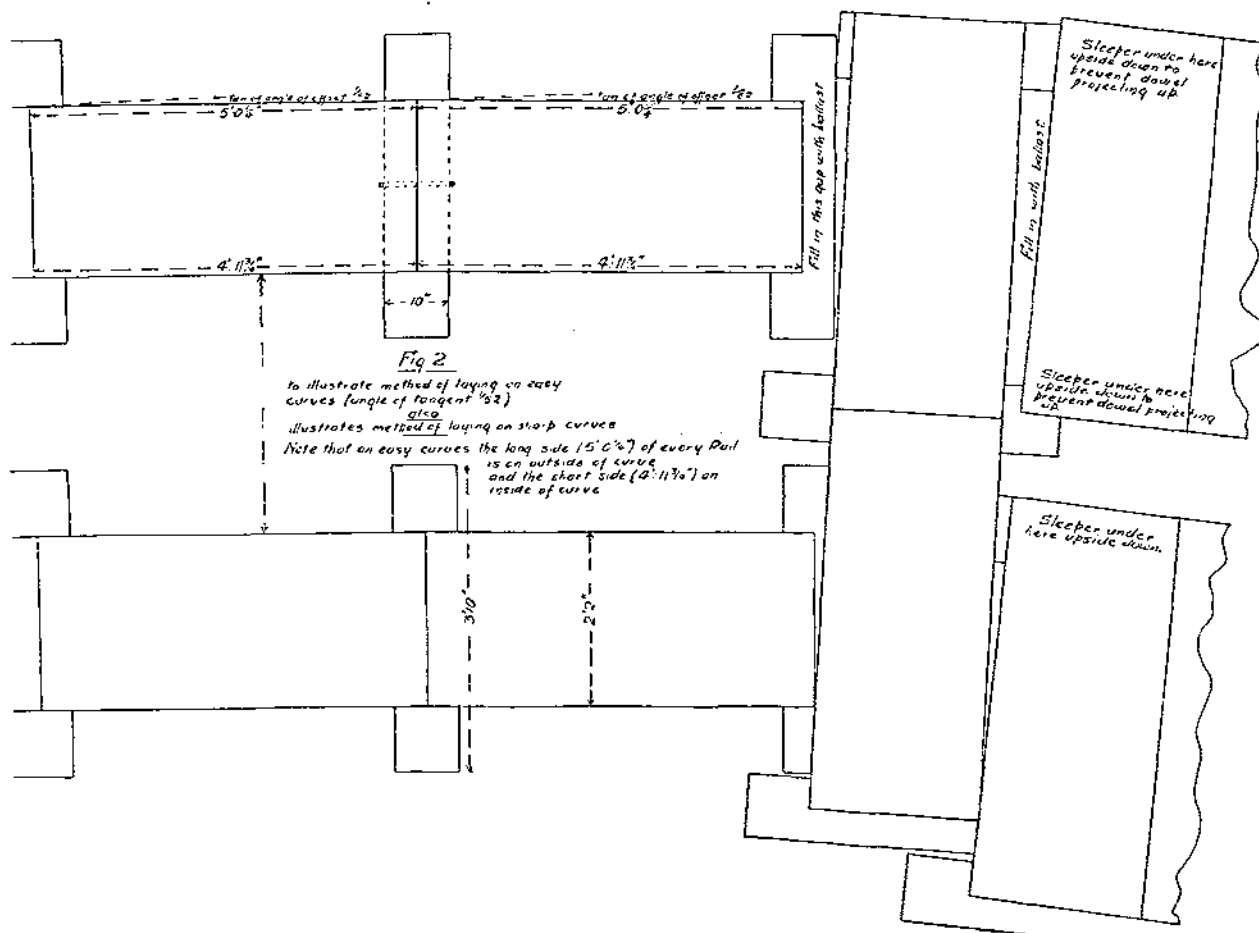 Sleeper under here
upside down to
prevent dowel
projecting up.
tan of angle of offset 1/52
tan of angle of offset 1/52
5'0¼"
5'0¼"
Fill in this gap with ballast
Fill in with ballast
4'.11¾"
4'.11¾"
10"
Fig 2
to illustrate method of laying on easy
curves (angle of tangent 1/52)
also
illustrates method of laying on sharp curves
Note that on easy curves the long side (5'0¼") of every Rail
is on outside of curve
and the short side (4'.11¾") on
inside of curve
Sleeper under here
upside down to
prevent dowel projecting
up
Sleeper under
here upside down.
3'10"
2'2"